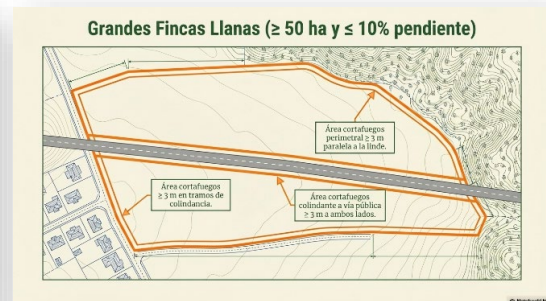 Grandes Fincas Llanas (≥ 50 ha y ≤ 10% pendiente)
Área cortafuegos
perimetral ≥ 3 m
paralela a la linde.
Área cortafuegos
≥ 3 m en tramos de
colindancia.
Área cortafuegos
colindante a vía pública
≥ 3 m a ambos lados.